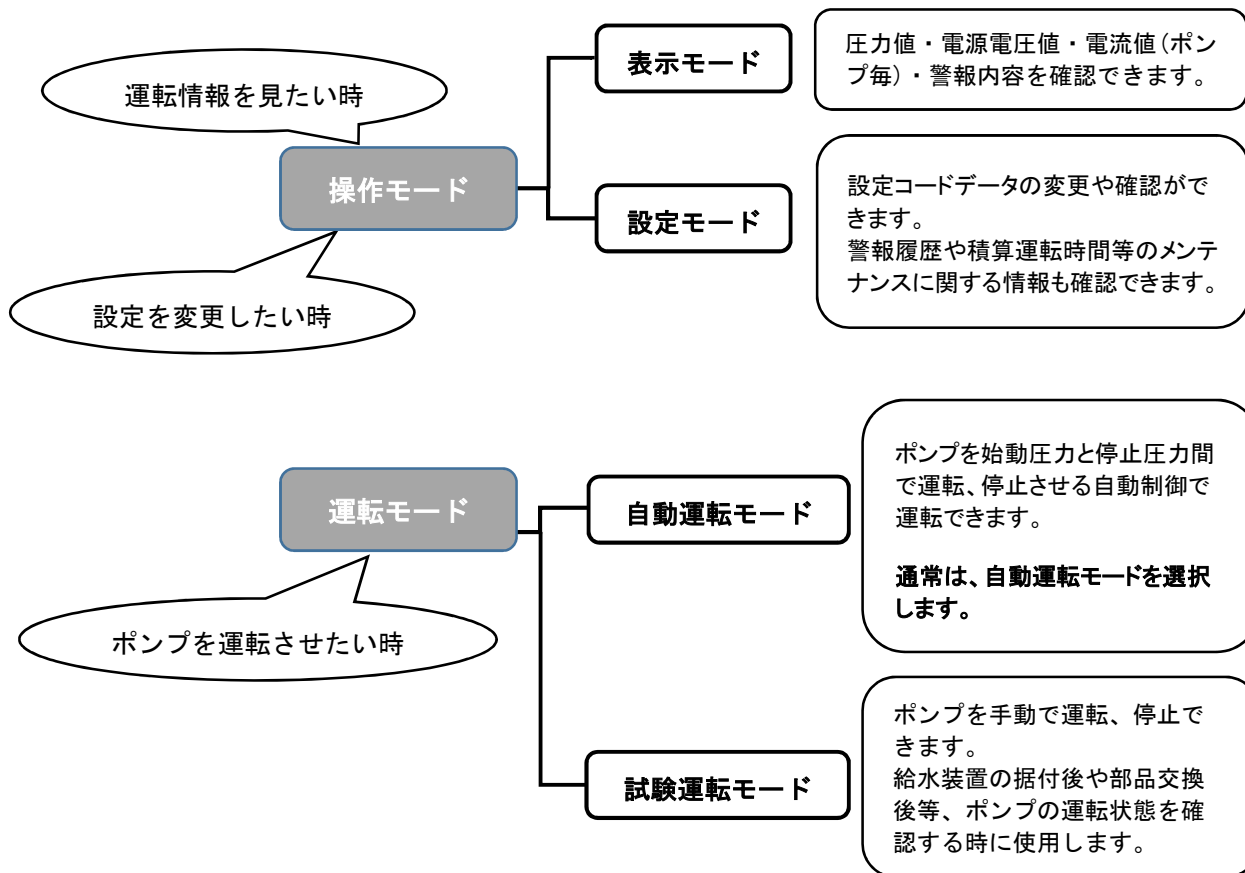 運転情報を見たい時
操作モード
設定を変更したい時
表示モード
圧力値・電源電圧値・電流値(ポン
プ毎)・警報内容を確認できます。
設定モード
設定コードデータの変更や確認がで
きます。
警報履歴や積算運転時間等のメンテ
ナンスに関する情報も確認できます。
運転モード
ポンプを運転させたい時
自動運転モード
ポンプを始動圧力と停止圧力間
で運転、停止させる自動制御で
運転できます。
通常は、自動運転モードを選択
します。
試験運転モード
ポンプを手動で運転、停止で
きます。
給水装置の据付後や部品交換
後等、ポンプの運転状態を確
認する時に使用します。